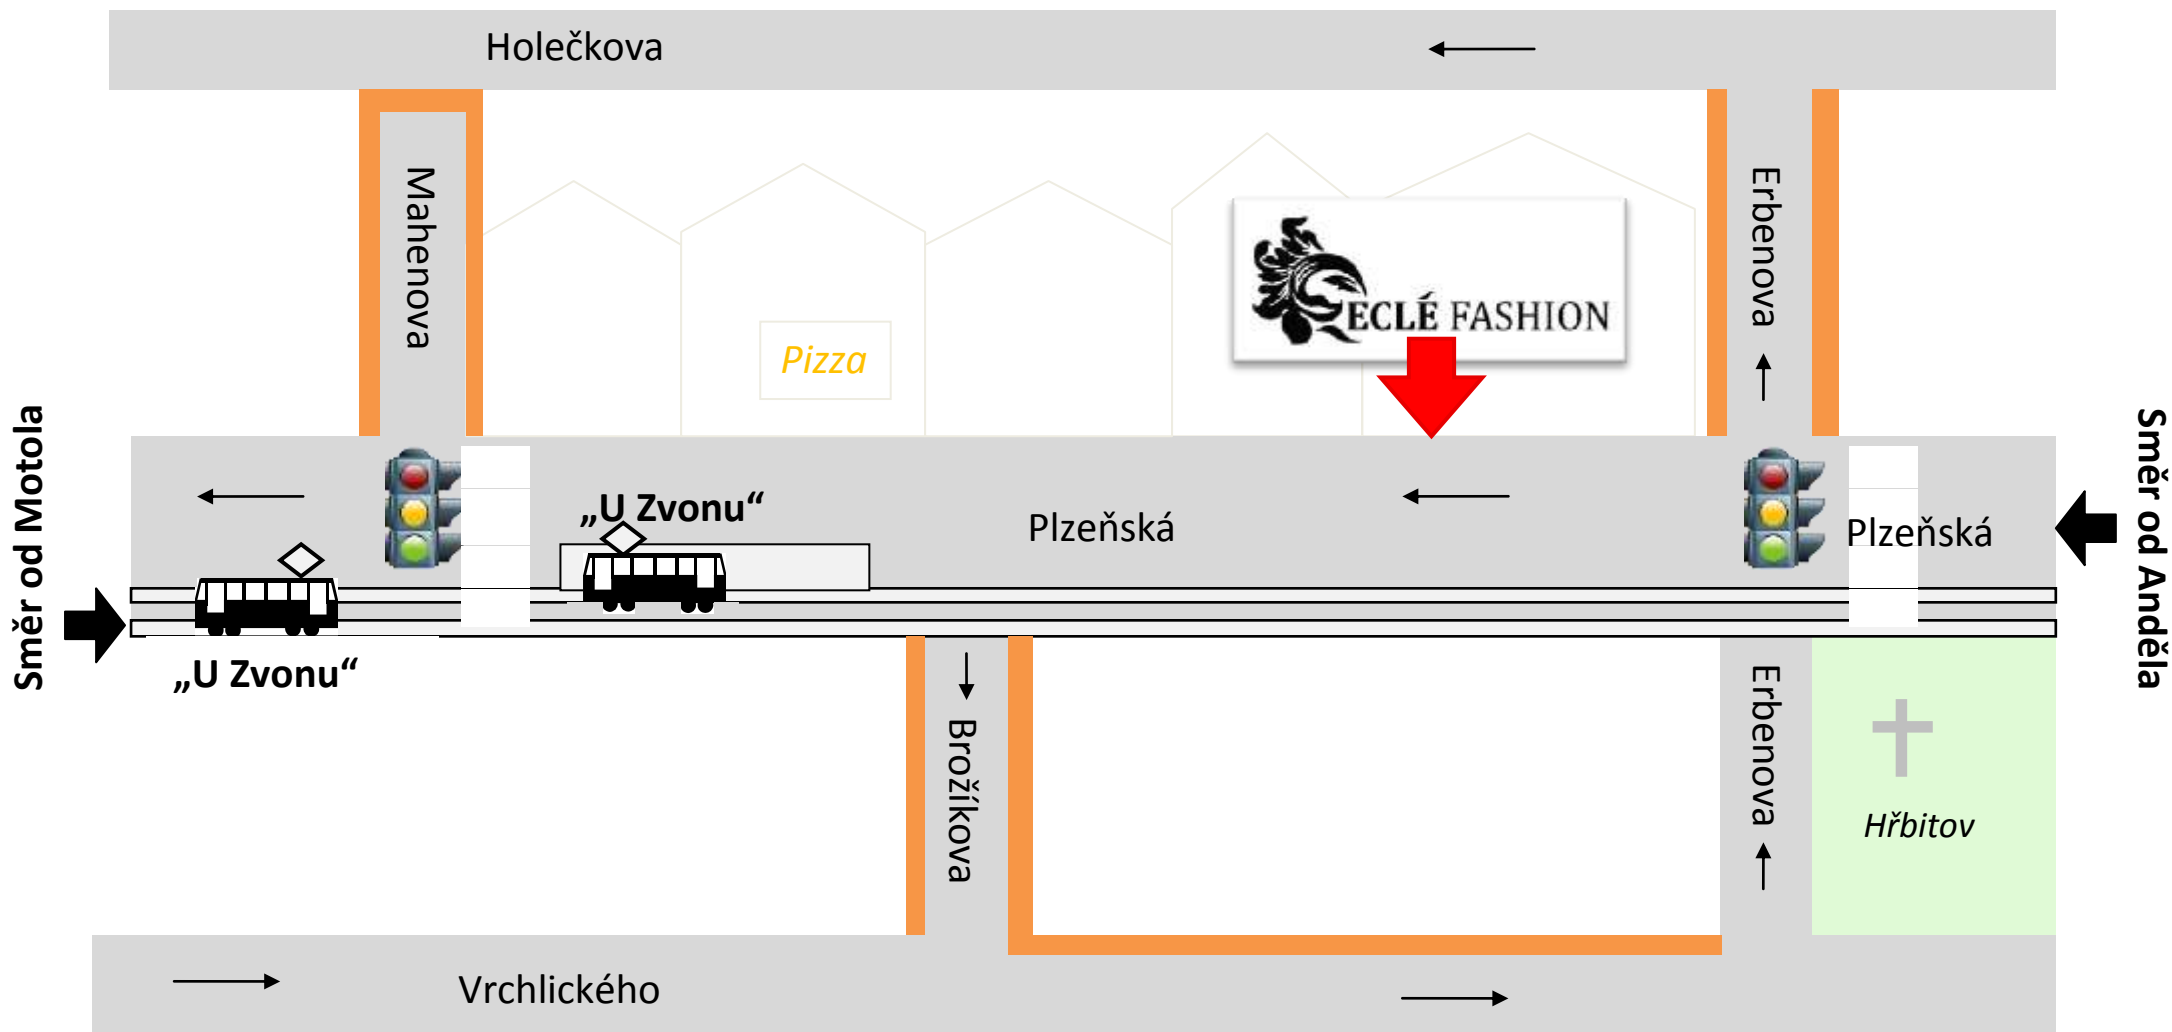 Holečkova
Mahenova
Erbenova
Pizza
ECLÉ FASHION
Směr od Motola
Směr od Anděla
„U Zvonu“
Plzeňská
Plzeňská
„U Zvonu“
Brožíkova
Erbenova
Hřbitov
Vrchlického